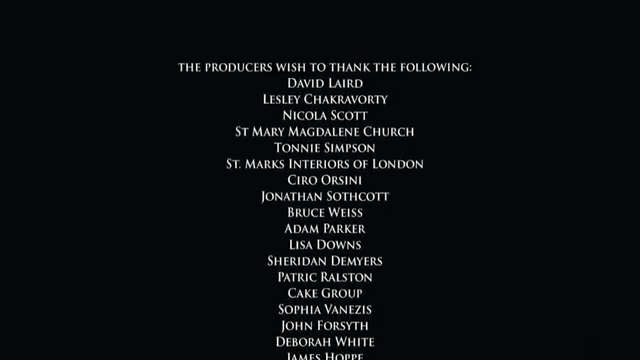 THE PRODUCERS WISH TO THANK THE FOLLOWING:
DAVID LAIRD
LESLEY CHAKRAVORTY
NICOLA SCOTT
ST MARY MAGDALENE CHURCH
TONNIE SIMPSON
ST. MARKS INTERIORS OF LONDON
CIRO ORSINI
JONATHAN SOTHCOTT
BRUCE WEISS
ADAM PARKER
LISA DOWNS
SHERIDAN DEMYERS
PATRIC RALSTON
CAKE GROUP
SOPHIA VANEZIS
JOHN FORSYTH
DEBORAH WHITE
JAMES HOPPE